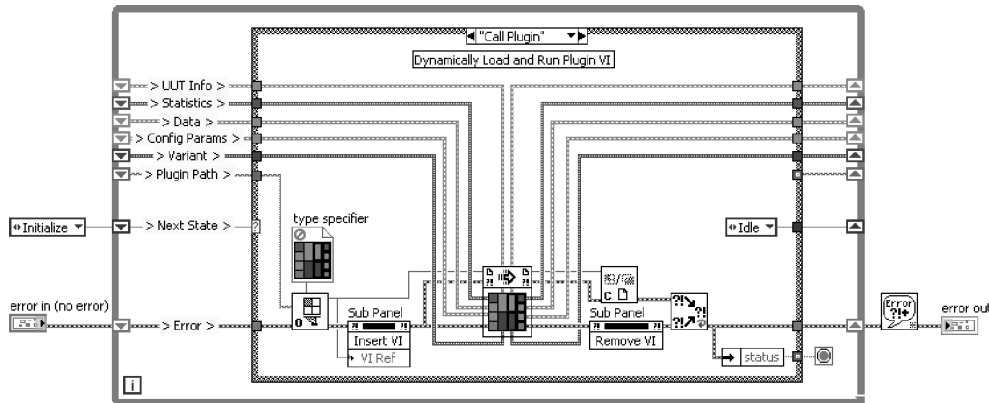 "Call Plugin"
Dynamically Load and Run Plugin VI
> UUT Info >
> Statistics >
> Data >
> Config Params >
> Variant >
> Plugin Path >
Initialize
> Next State >
Idle
type specifier
error in (no error)
> Error >
Sub Panel
Insert VI
VI Ref
Sub Panel
Remove VI
status
Error
?!+
error out
i